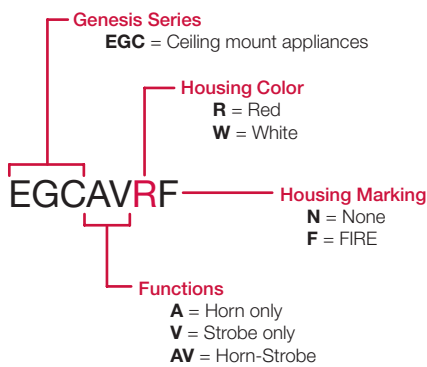 Genesis Series
EGC = Ceiling mount appliances
Housing Color
R = Red
W = White
EGCAVRF
Housing Marking
N = None
F = FIRE
Functions
A = Horn only
V = Strobe only
AV = Horn-Strobe